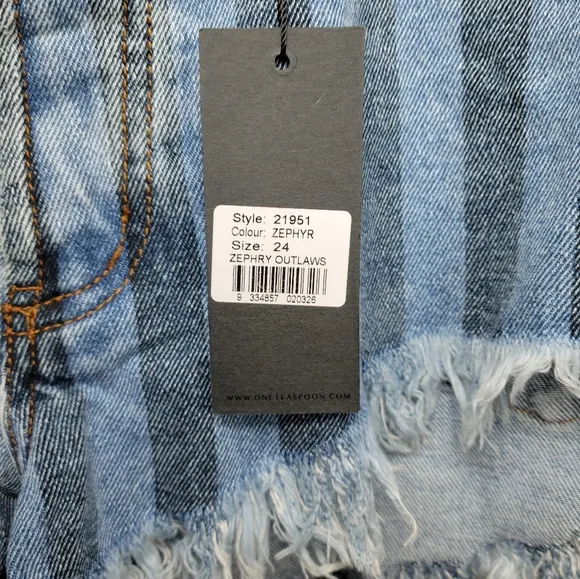 Style: 21951
Colour: ZEPHYR
Size: 24
ZEPHRY OUTLAWS
9 334857 020326
WWW.ONETEASPOON.COM